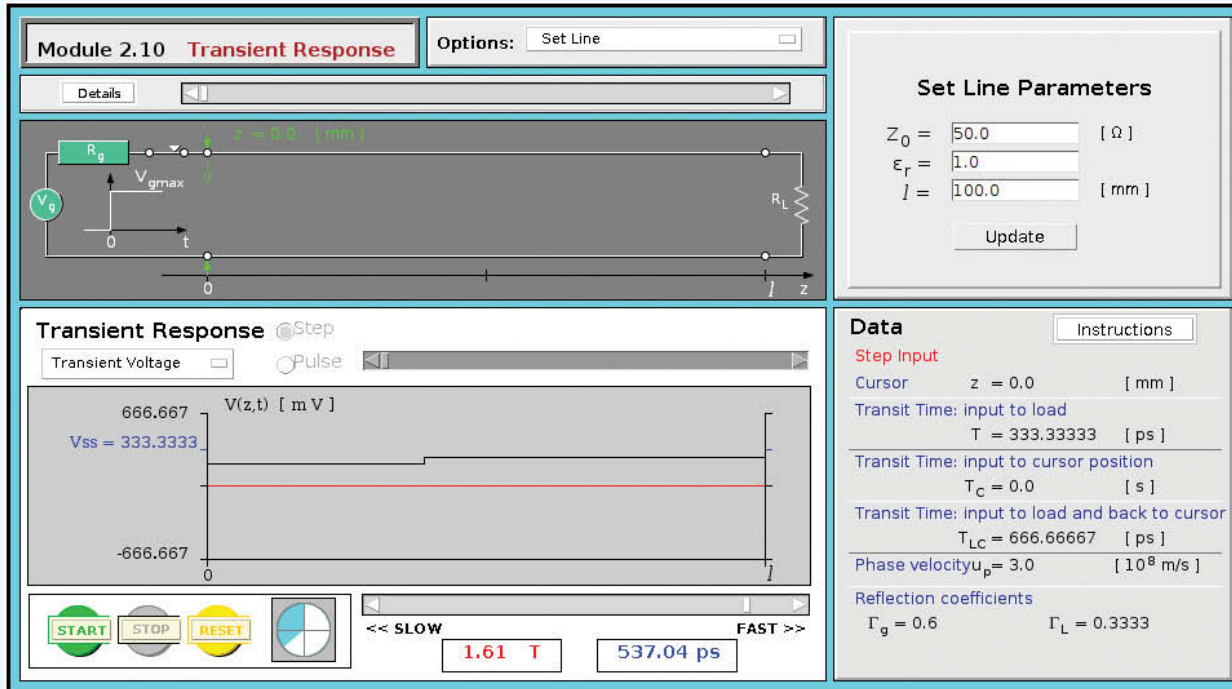 Module 2.10 Transient Response
Options: Set Line
Details
z = 0.0 [ mm ]
Rg
Vgmax
Vg
0 t
RL
0 l z
Set Line Parameters
Z0 = 50.0 [ Ω ]
εr = 1.0
l = 100.0 [ mm ]
Update
Transient Response Step
Transient Voltage Pulse
V(z,t) [ m V ]
666.667
Vss = 333.3333
-666.667
0 l
START STOP RESET
<< SLOW FAST >>
1.61 T 537.04 ps
Data Instructions
Step Input
Cursor z = 0.0 [ mm ]
Transit Time: input to load
T = 333.33333 [ ps ]
Transit Time: input to cursor position
TC = 0.0 [ s ]
Transit Time: input to load and back to cursor
TLC = 666.66667 [ ps ]
Phase velocity up = 3.0 [ 10⁸ m/s ]
Reflection coefficients
Γg = 0.6 ΓL = 0.3333